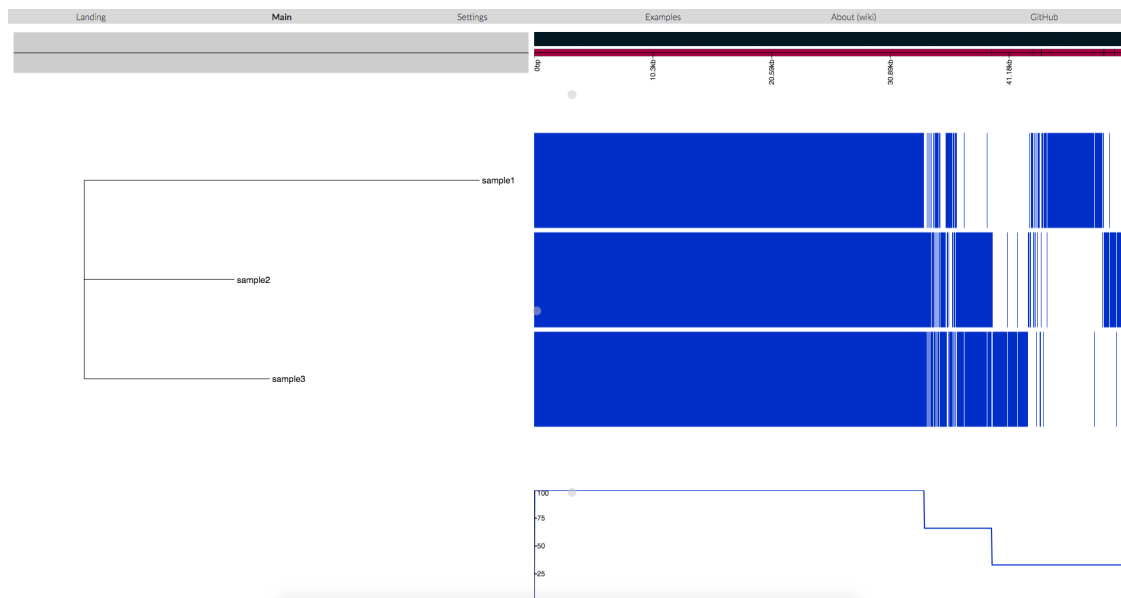 Landing Main Settings Examples About (wiki) GitHub
0bp 10.3kb 20.59kb 30.89kb 41.18kb
sample1
sample2
sample3
100
75
50
25